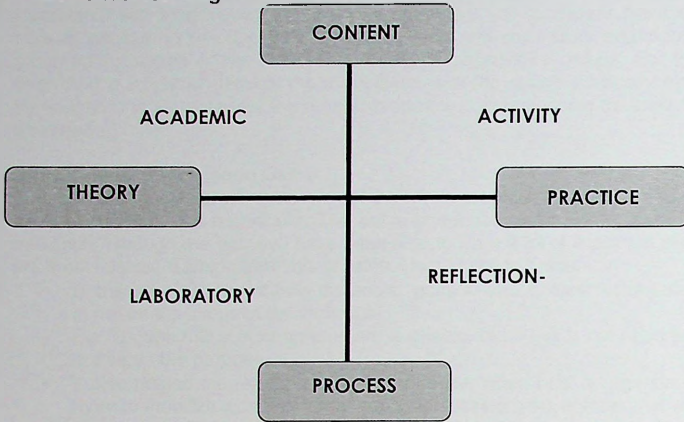 CONTENT
ACADEMIC
ACTIVITY
THEORY
PRACTICE
REFLECTION-
LABORATORY
PROCESS